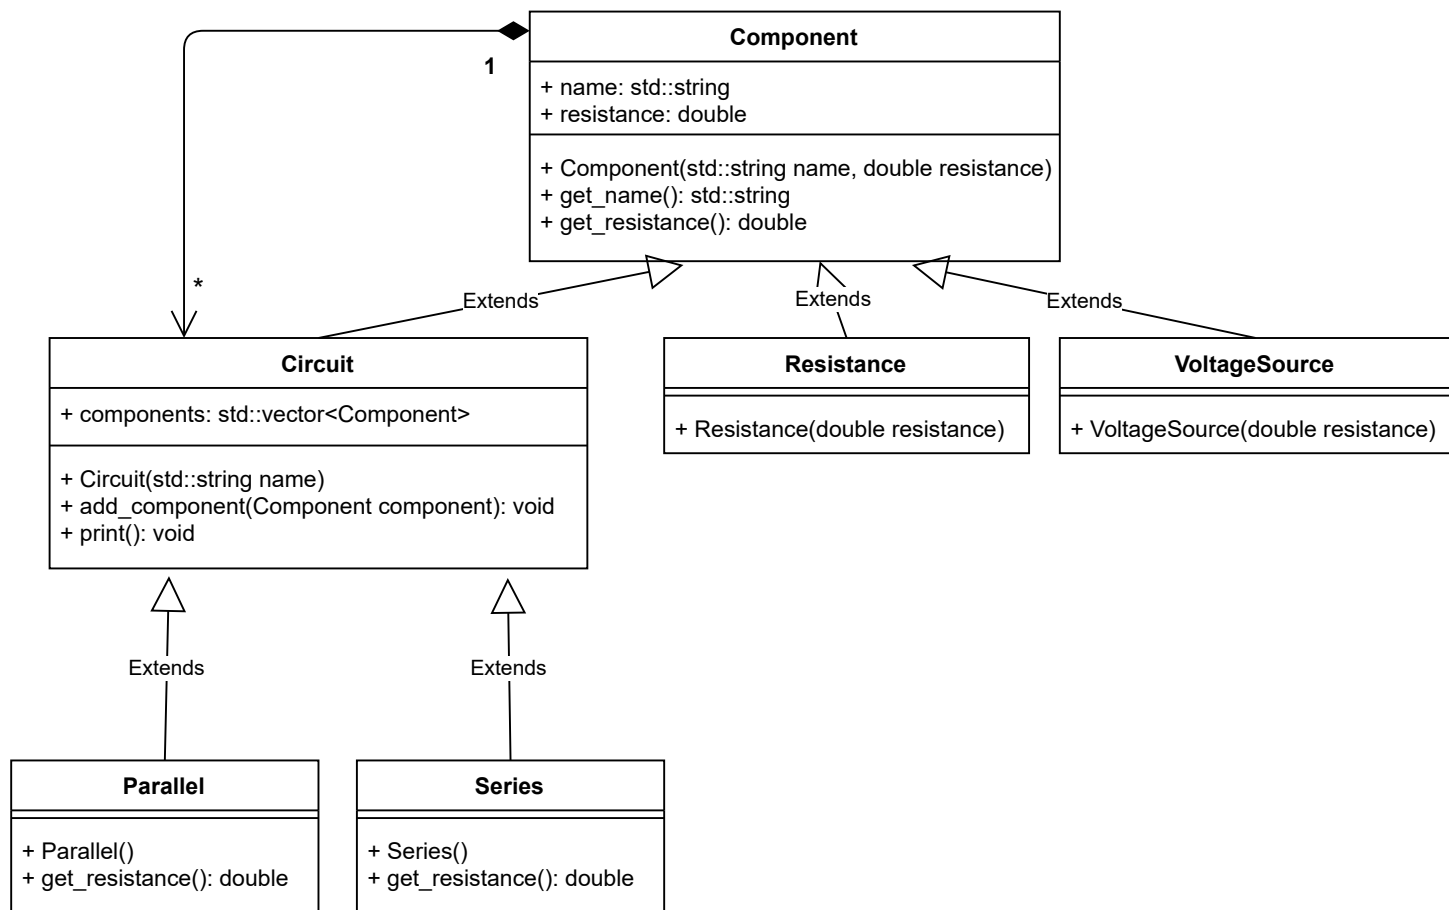 Component
1
+ name: std::string
+ resistance: double
+ Component(std::string name, double resistance)
+ get_name(): std::string
+ get_resistance(): double
*
Extends
Extends
Extends
Circuit
+ components: std::vector<Component>
+ Circuit(std::string name)
+ add_component(Component component): void
+ print(): void
Resistance
+ Resistance(double resistance)
VoltageSource
+ VoltageSource(double resistance)
Extends
Extends
Parallel
+ Parallel()
+ get_resistance(): double
Series
+ Series()
+ get_resistance(): double